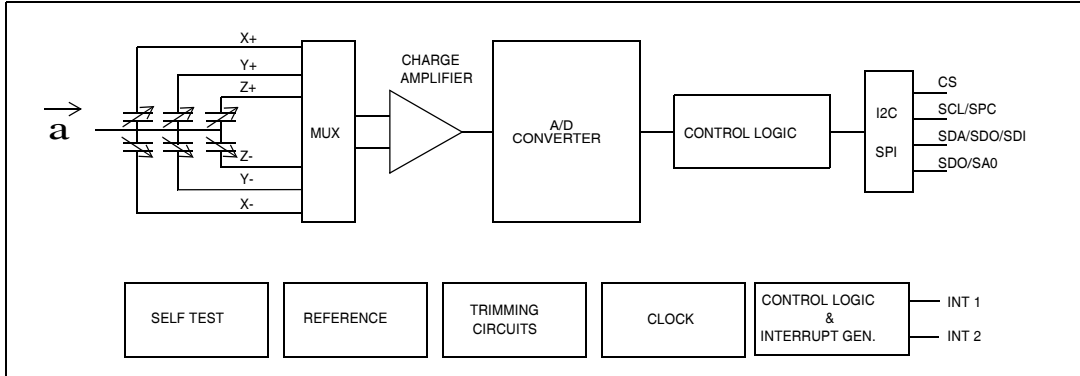 X+
Y+
Z+
a
Z-
Y-
X-
MUX
CHARGE
AMPLIFIER
A/D
CONVERTER
CONTROL LOGIC
I2C
SPI
CS
SCL/SPC
SDA/SDO/SDI
SDO/SA0
SELF TEST
REFERENCE
TRIMMING
CIRCUITS
CLOCK
CONTROL LOGIC
&
INTERRUPT GEN.
INT 1
INT 2